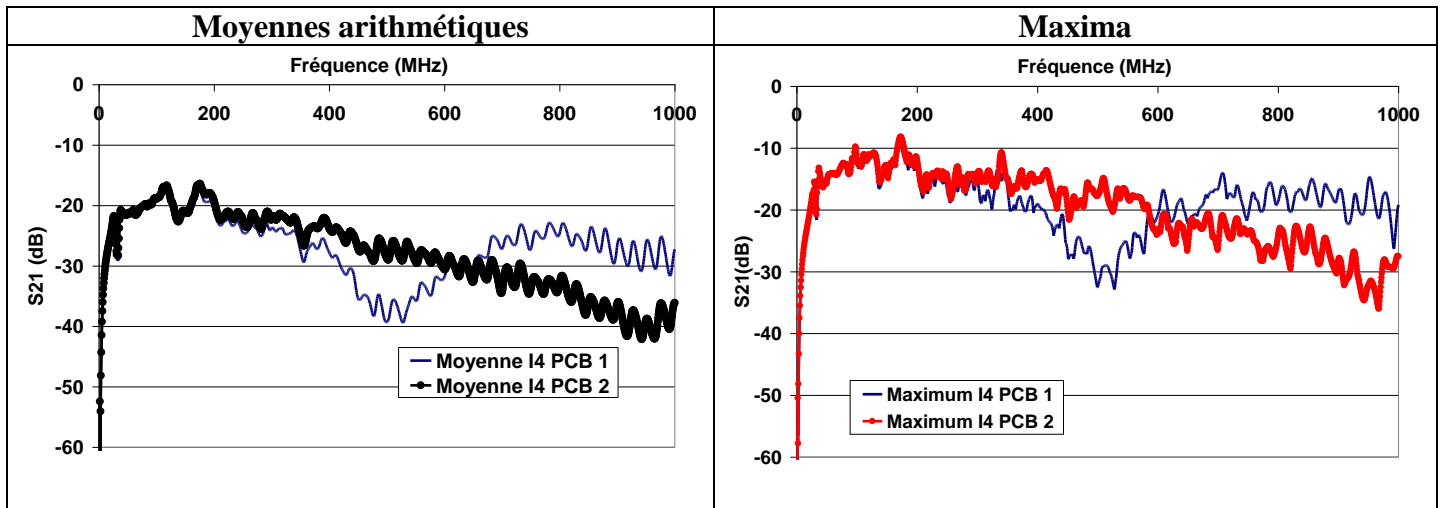 Moyennes arithmétiques
Fréquence (MHz)
0
0 200 400 600 800 1000
-10
-20
-30
-40
-50
-60
S21 (dB)
Moyenne I4 PCB 1
Moyenne I4 PCB 2
Maxima
Fréquence (MHz)
0
0 200 400 600 800 1000
-10
-20
-30
-40
-50
-60
S21(dB)
Maximum I4 PCB 1
Maximum I4 PCB 2